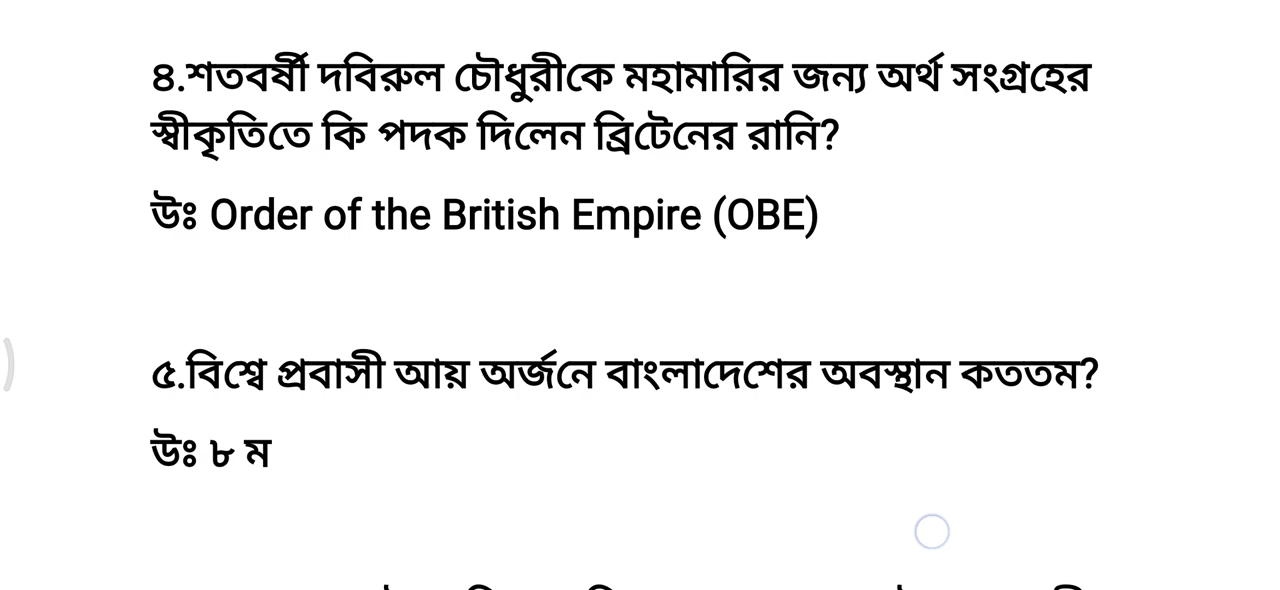 ৪.শতবর্ষী দবিরুল চৌধুরীকে মহামারির জন্য অর্থ সংগ্রহের
স্বীকৃতিতে কি পদক দিলেন ব্রিটেনের রানি?
উঃ Order of the British Empire (OBE)
৫.বিশ্বে প্রবাসী আয় অর্জনে বাংলাদেশের অবস্থান কততম?
উঃ ৮ ম